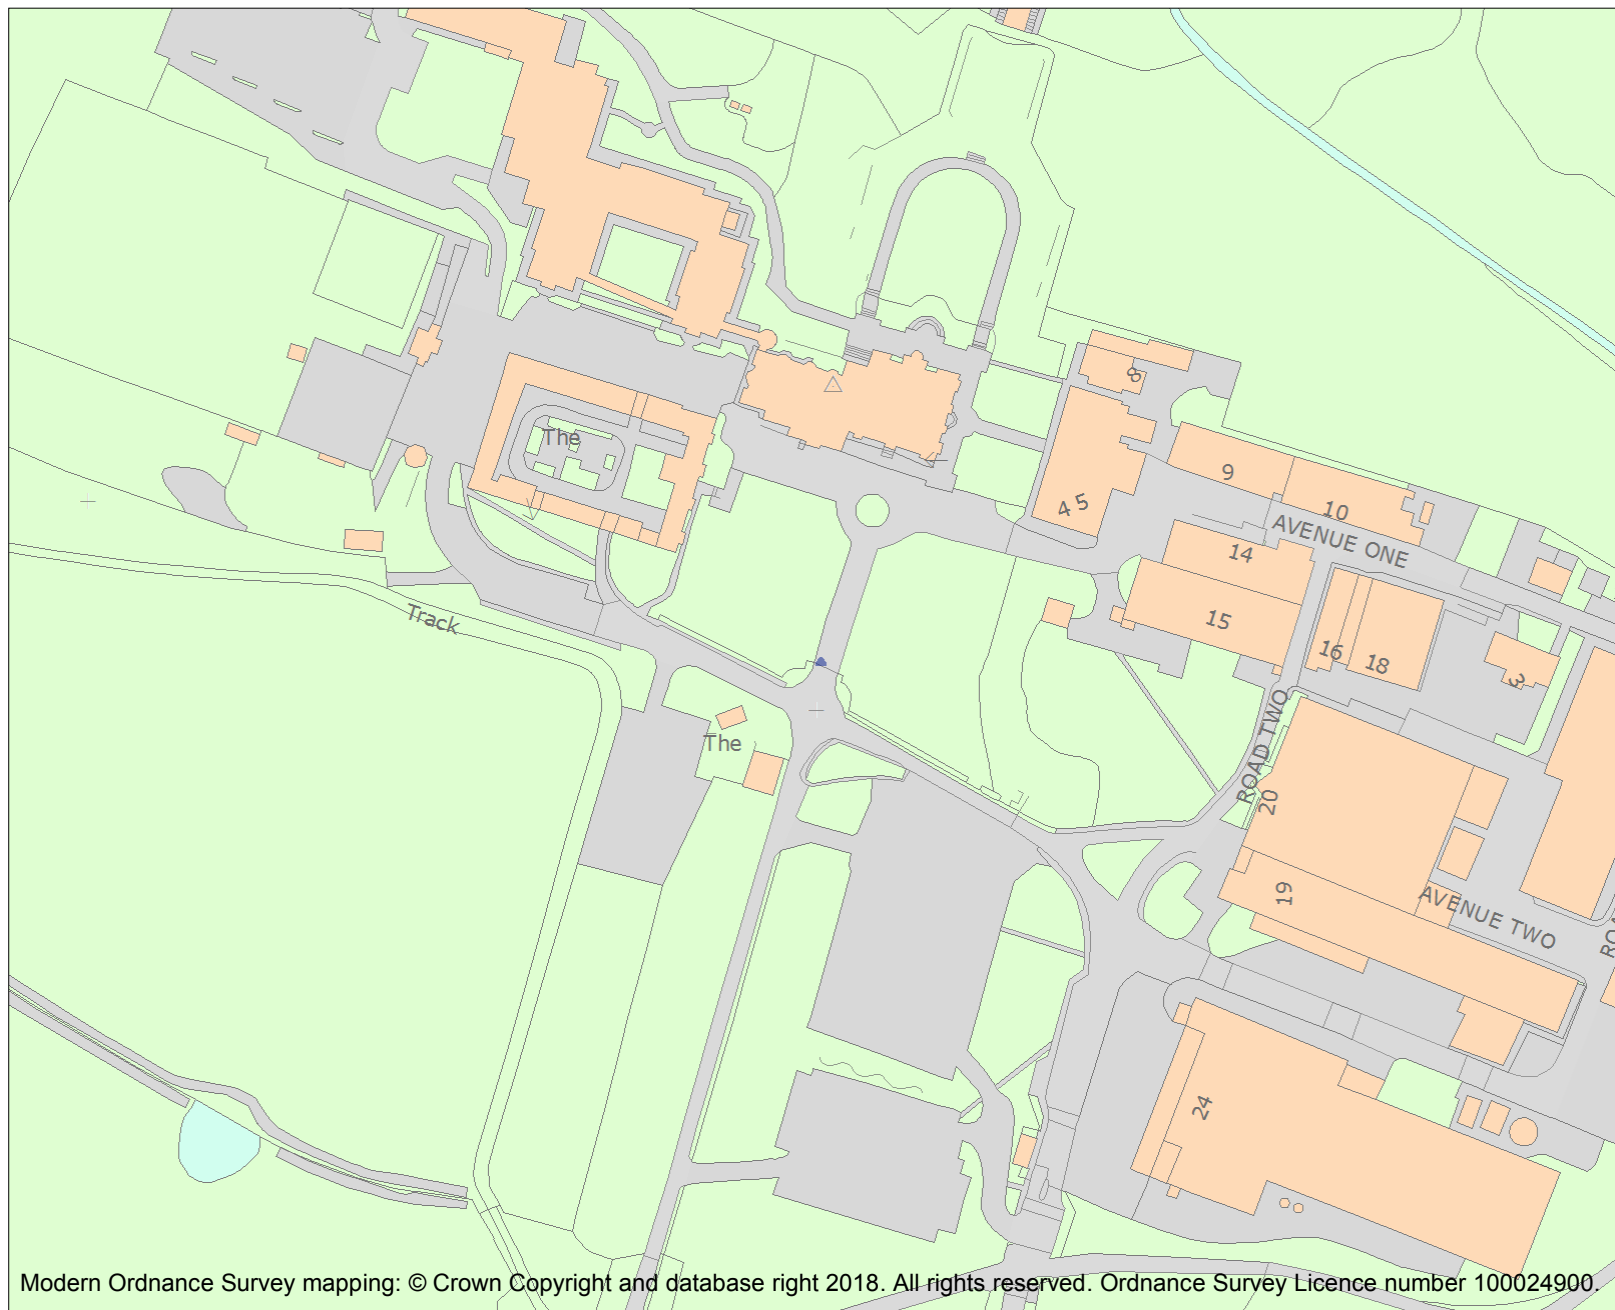 8
The
9
4 5
10
AVENUE ONE
14
15
Track
16
18
3
ROAD TWO
The
20
19
AVENUE TWO
24
Modern Ordnance Survey mapping: © Crown Copyright and database right 2018. All rights reserved. Ordnance Survey Licence number 100024900.